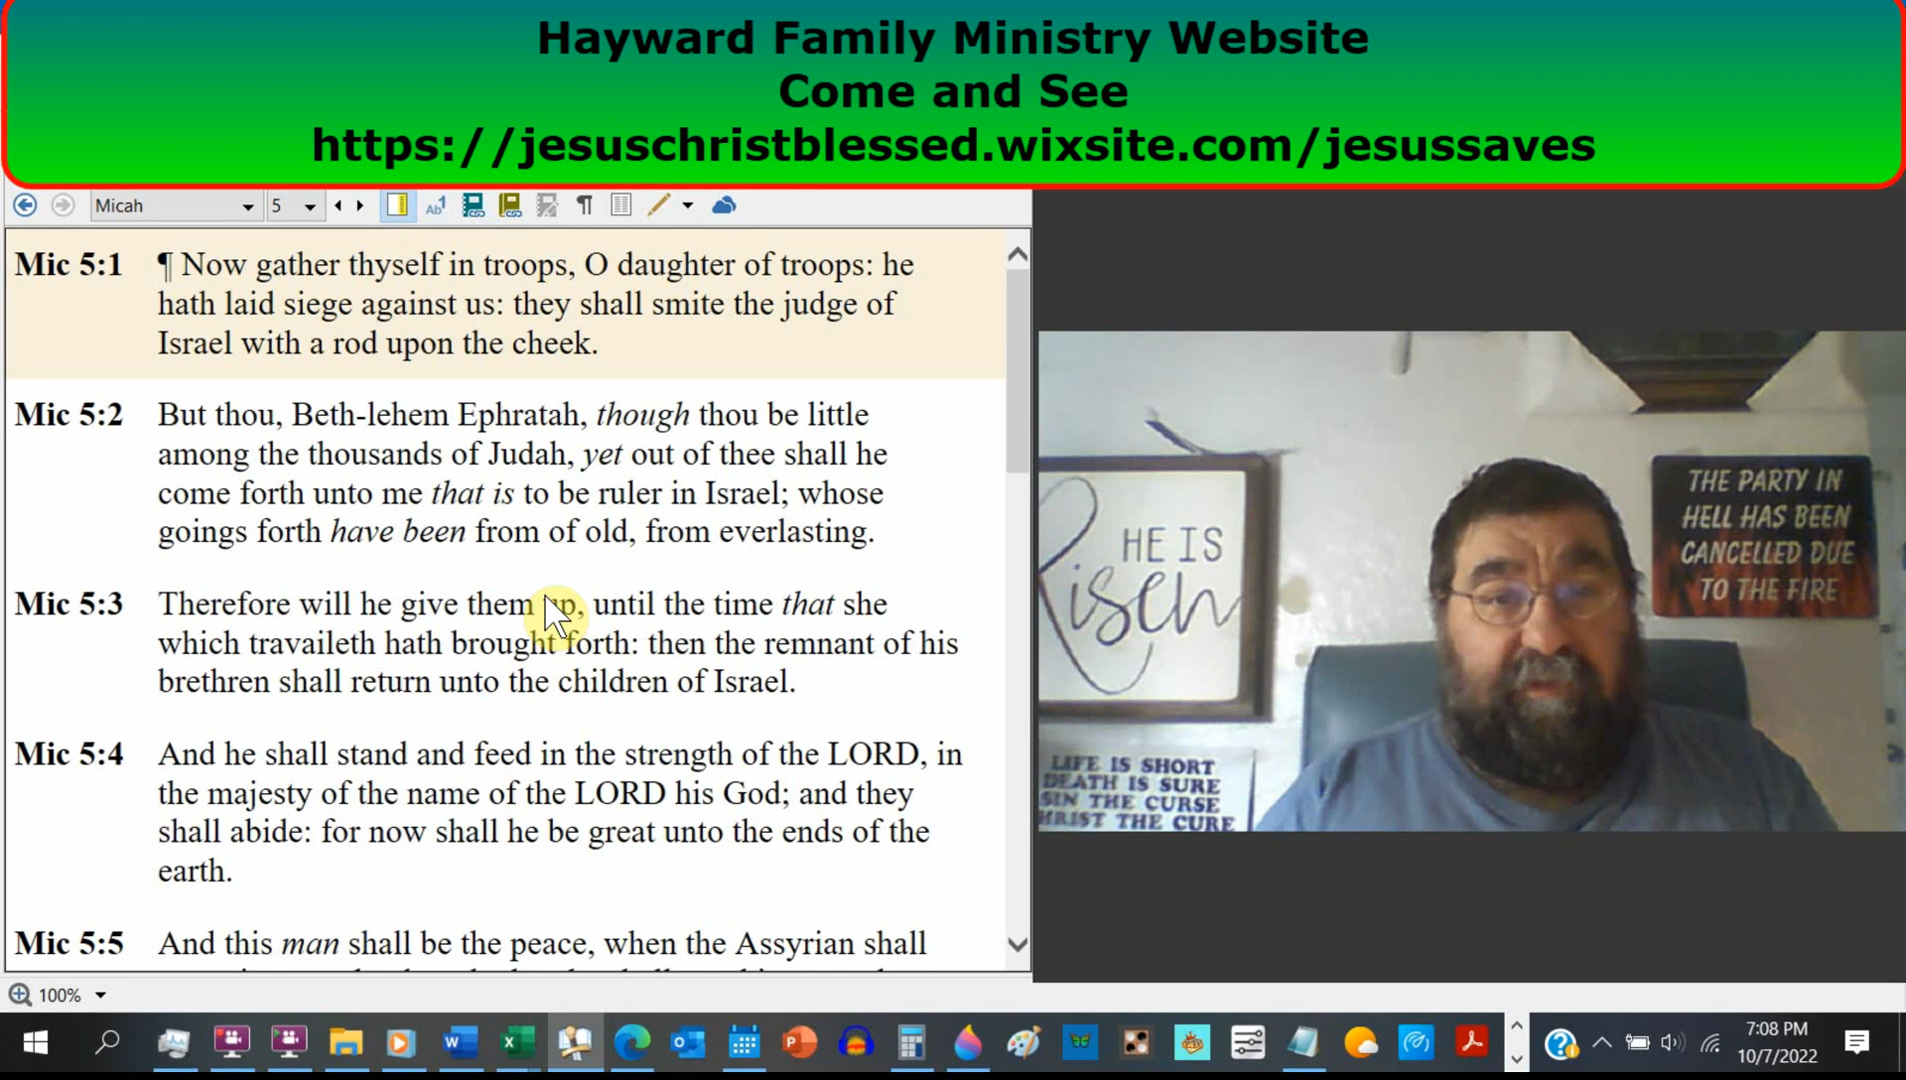 Hayward Family Ministry Website
Come and See
https://jesuschristblessed.wixsite.com/jesussaves
Micah 5
Mic 5:1 ¶ Now gather thyself in troops, O daughter of troops: he
hath laid siege against us: they shall smite the judge of
Israel with a rod upon the cheek.
Mic 5:2 But thou, Beth-lehem Ephratah, though thou be little
among the thousands of Judah, yet out of thee shall he
come forth unto me that is to be ruler in Israel; whose
goings forth have been from of old, from everlasting.
Mic 5:3 Therefore will he give them up, until the time that she
which travaileth hath brought forth: then the remnant of his
brethren shall return unto the children of Israel.
Mic 5:4 And he shall stand and feed in the strength of the LORD, in
the majesty of the name of the LORD his God; and they
shall abide: for now shall he be great unto the ends of the
earth.
Mic 5:5 And this man shall be the peace, when the Assyrian shall
HE IS
Risen
THE PARTY IN
HELL HAS BEEN
CANCELLED DUE
TO THE FIRE
LIFE IS SHORT
DEATH IS SURE
SIN THE CURSE
HRIST THE CURE
100%
7:08 PM
10/7/2022